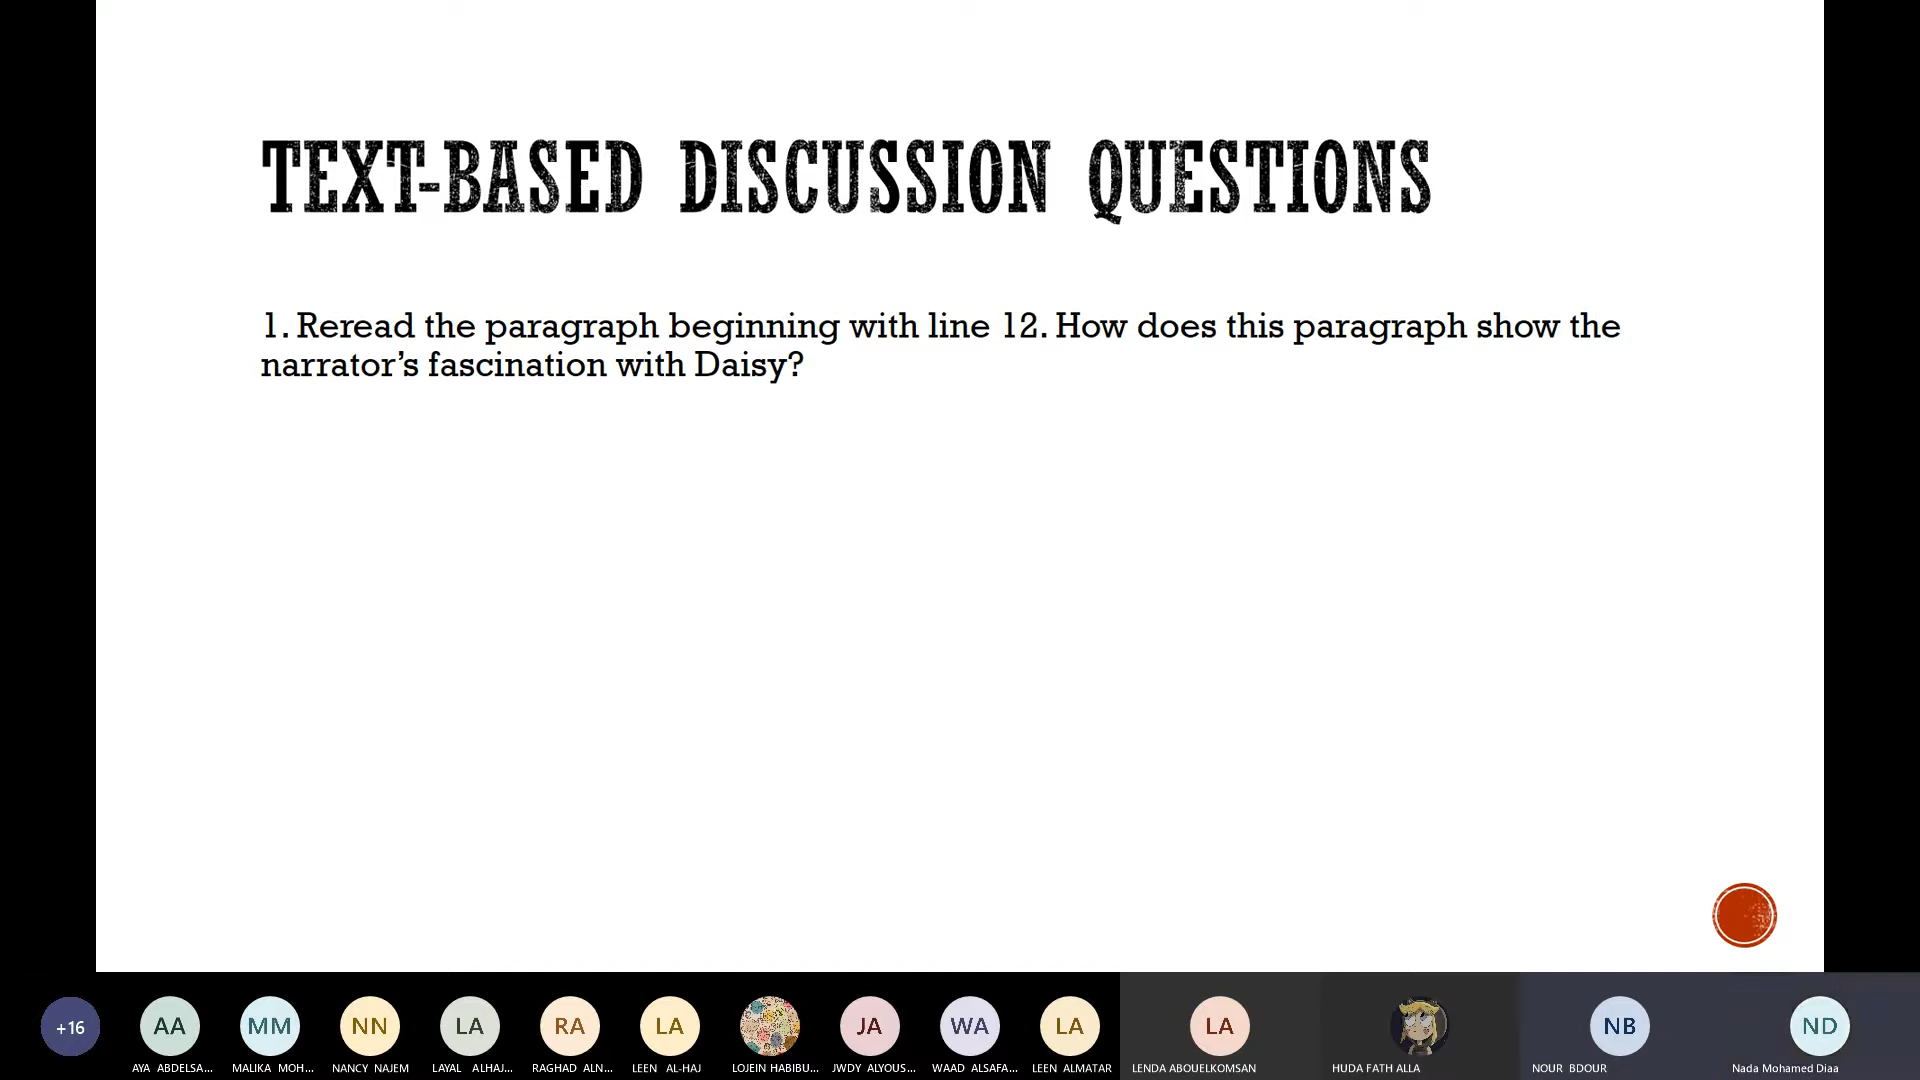 TEXT-BASED DISCUSSION QUESTIONS
1. Reread the paragraph beginning with line 12. How does this paragraph show the
narrator’s fascination with Daisy?
+16
AA
MM
NN
LA
RA
LA
JA
WA
LA
LA
NB
ND
AYA ABDELSA...
MALIKA MOH...
NANCY NAJEM
LAYAL ALHAJ...
RAGHAD ALN...
LEEN AL-HAJ
LOJEIN HABIBU...
JWDY ALYOUS...
WAAD ALSAFA...
LEEN ALMATAR
LENDA ABOUELKOMSAN
HUDA FATH ALLA
NOUR BDOUR
Nada Mohamed Diaa